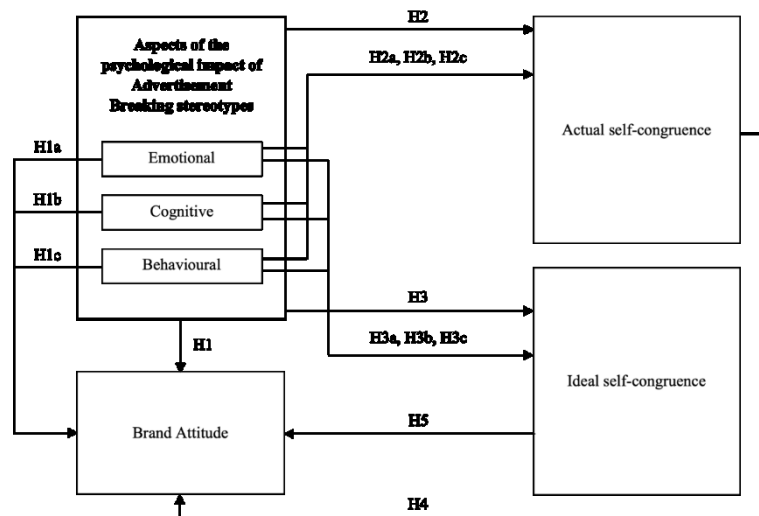 H2
Aspects of the
psychological impact of
Advertisement
Breaking stereotypes
H2a, H2b, H2c
Actual self-congruence
H1a
Emotional
H1b
Cognitive
H1c
Behavioural
H3
H1
H3a, H3b, H3c
Ideal self-congruence
Brand Attitude
H5
H4